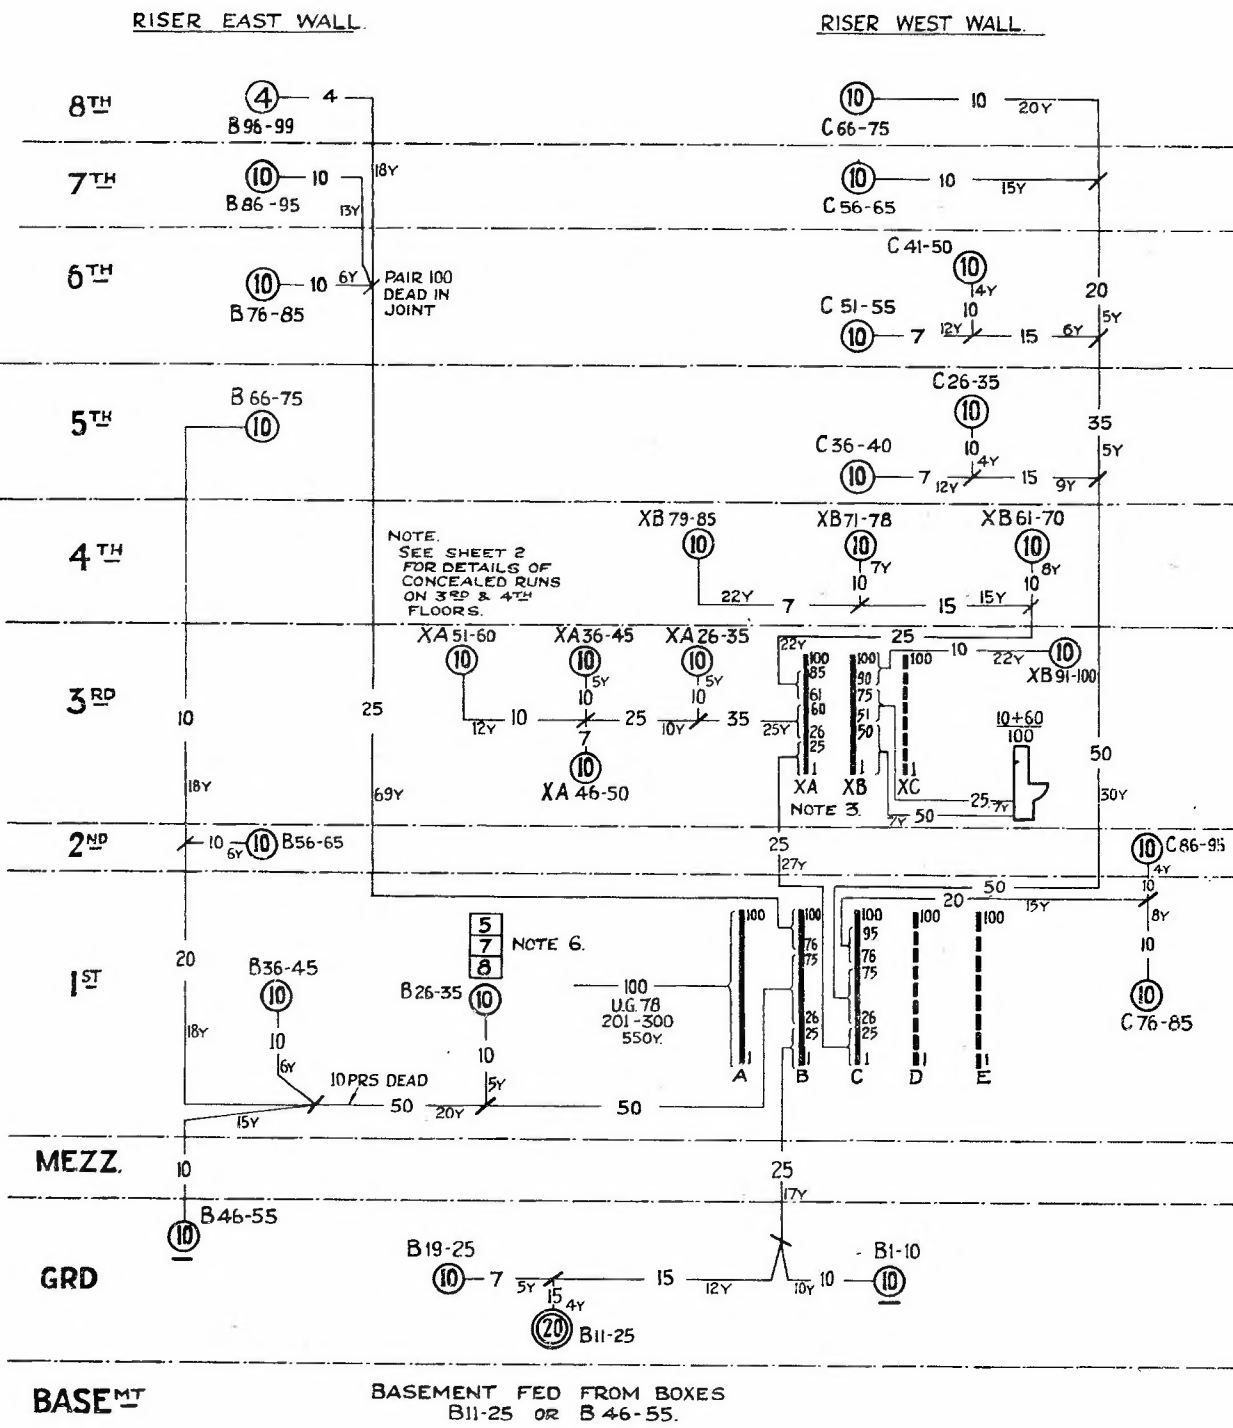 RISER EAST WALL.
RISER WEST WALL.
8TH
4
4
B96-99
18Y
10
10
20Y
C66-75
7TH
10
10
B86-95
13Y
10
10
15Y
C56-65
6TH
10
10
6Y
B76-85
PAIR 100
DEAD IN
JOINT
C41-50
10
4Y
10
C51-55
10
7
12Y
15
6Y
20
5Y
5TH
B66-75
10
C26-35
10
10
4Y
C36-40
10
7
12Y
15
9Y
35
5Y
4TH
NOTE.
SEE SHEET 2
FOR DETAILS OF
CONCEALED RUNS
ON 3RD & 4TH
FLOORS.
XB79-85
10
22Y
7
XB71-78
10
7Y
10
15
15Y
XB61-70
10
8Y
10
3RD
10
18Y
25
69Y
XA51-60
10
12Y
10
XA36-45
10
5Y
10
7
10
XA46-50
25
10Y
XA26-35
10
5Y
10
35
25Y
22Y
25
100
85
61
60
26
25
1
XA
100
90
75
51
50
1
XB
100
1
XC
NOTE 3.
10
22Y
10
XB91-100
10+60
100
25
7Y
7Y
50
50
30Y
2ND
10
6Y
10
B56-65
25
27Y
10
C86-95
4Y
10
1ST
20
18Y
B36-45
10
10
6Y
5
7
8
NOTE 6.
B26-35
10
10
5Y
10 PRS DEAD
50
20Y
50
15Y
100
U.G. 78
201-300
550Y.
100
1
A
100
76
75
26
25
1
B
100
95
76
75
26
25
1
C
100
1
D
100
1
E
50
20
15Y
8Y
10
10
C76-85
MEZZ.
10
25
17Y
GRD
B46-55
10
B19-25
10
7
5Y
15
4Y
20
B11-25
15
12Y
10Y
10
B1-10
10
BASEMT
BASEMENT FED FROM BOXES
B11-25 OR B46-55.